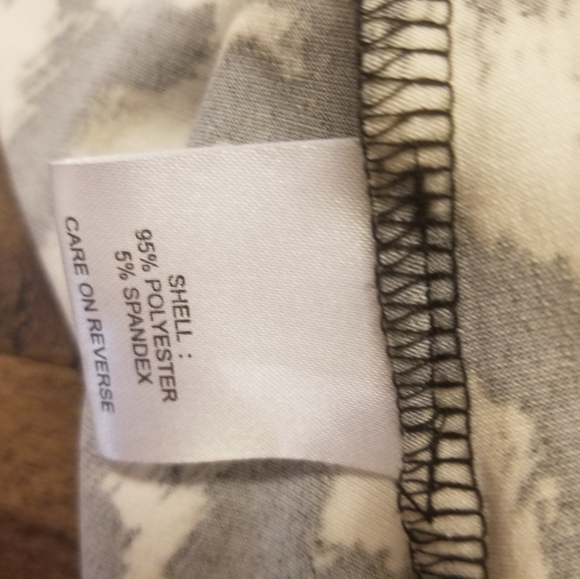 SHELL :
95% POLYESTER
5% SPANDEX
CARE ON REVERSE